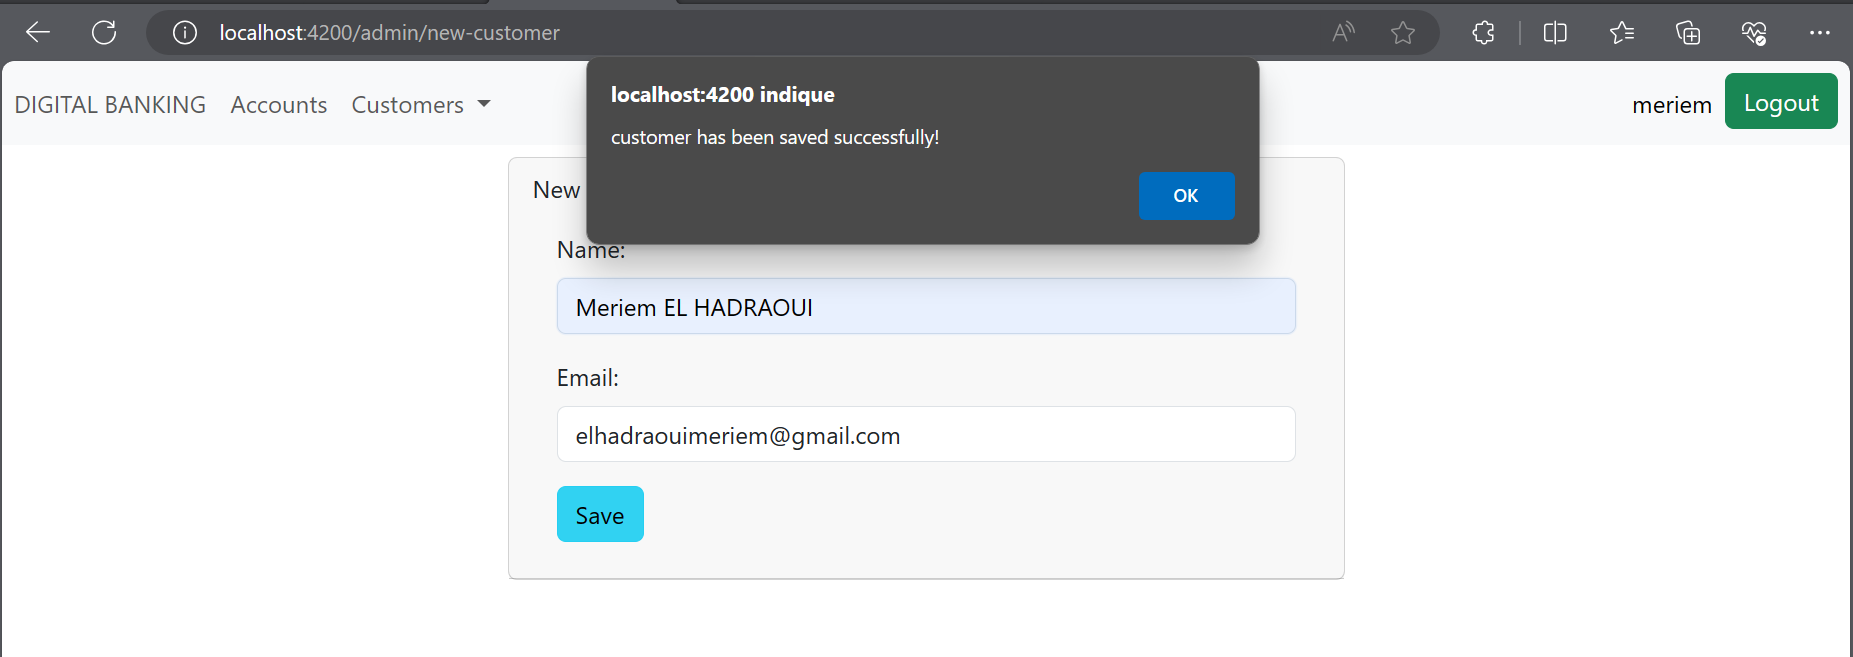 localhost:4200/admin/new-customer
DIGITAL BANKING Accounts Customers
meriem Logout
localhost:4200 indique
customer has been saved successfully!
OK
New
Name:
Meriem EL HADRAOUI
Email:
elhadraouimeriem@gmail.com
Save